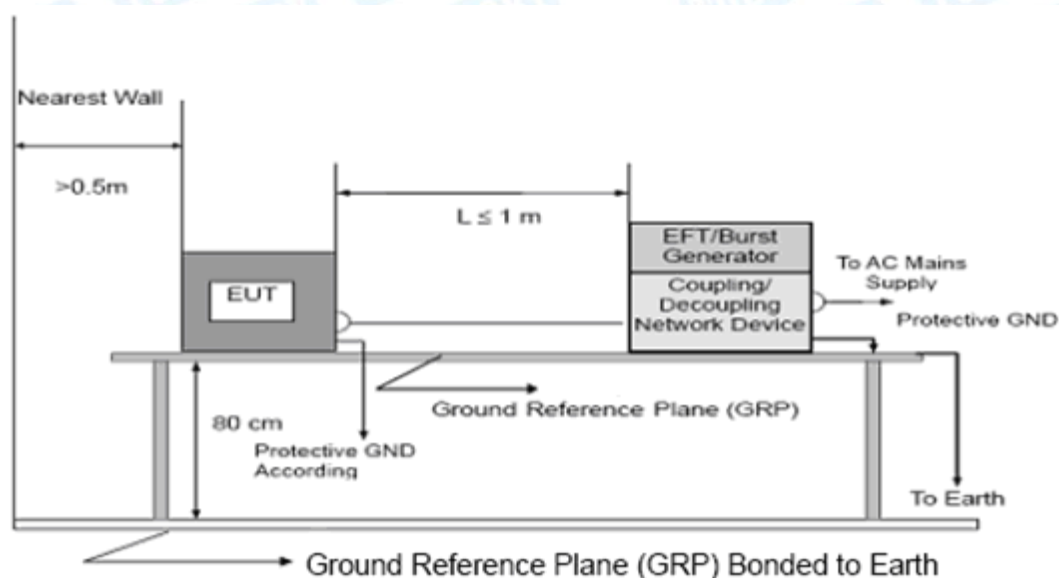 Nearest Wall
>0.5m
L ≤ 1 m
EUT
EFT/Burst
Generator
Coupling/
Decoupling
Network Device
To AC Mains
Supply
Protective GND
Ground Reference Plane (GRP)
80 cm
Protective GND
According
To Earth
Ground Reference Plane (GRP) Bonded to Earth